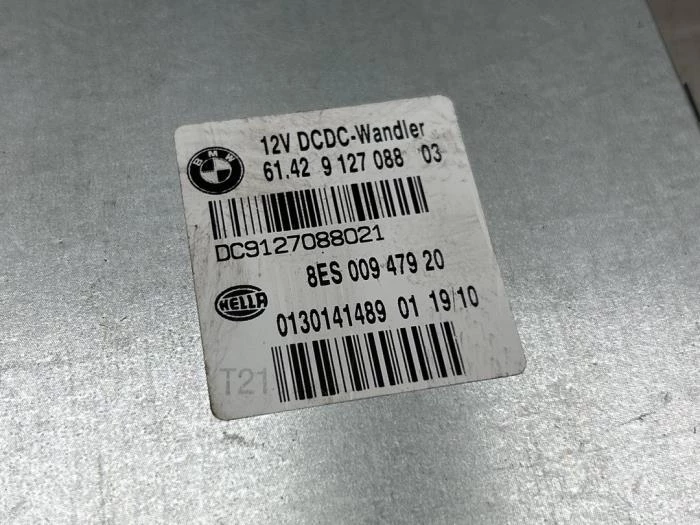 12V DCDC-Wandler
BMW
61.42 9 127 088 03
DC9127088021
8ES 009 479 20
HELLA
0130141489 01 19/10
T21